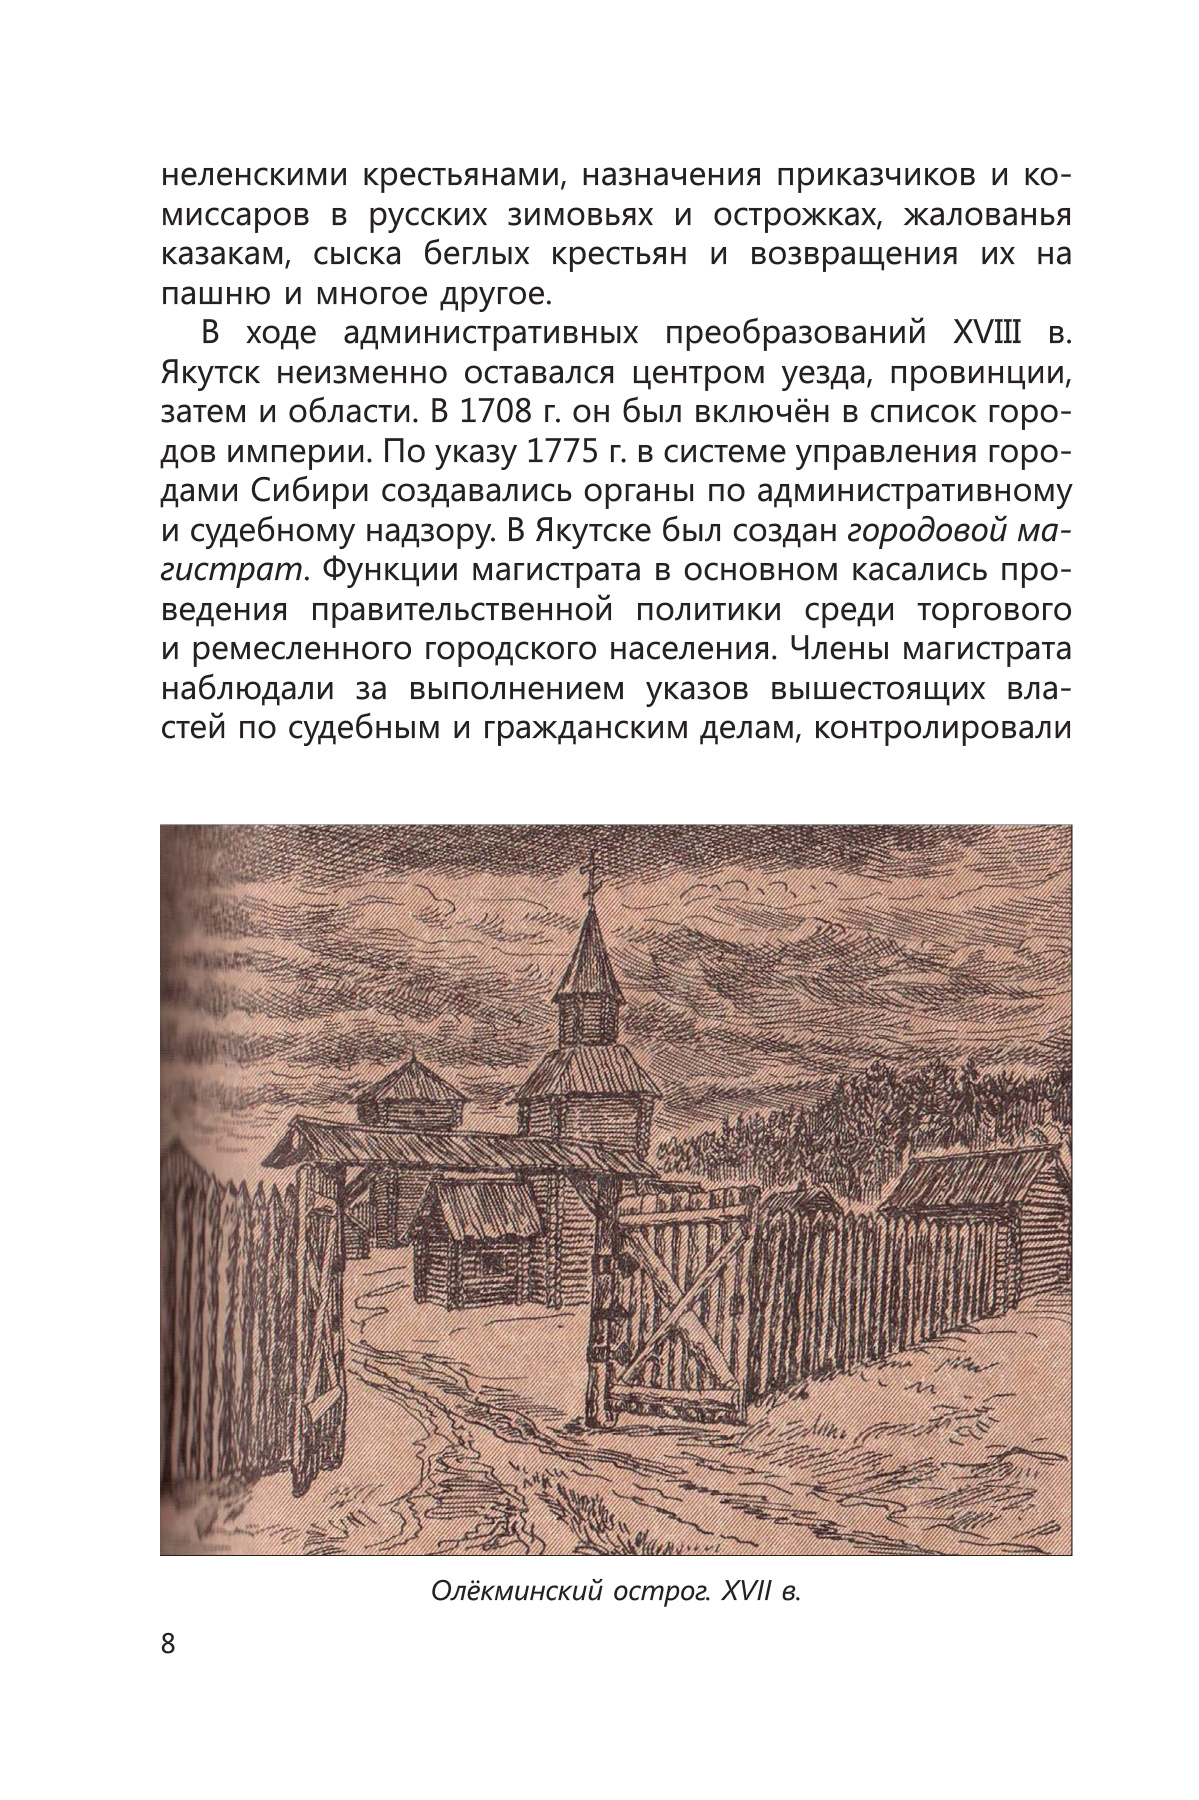 неленскими крестьянами, назначения приказчиков и ко-
миссаров в русских зимовьях и острожках, жалованья
казакам, сыска беглых крестьян и возвращения их на
пашню и многое другое.
В ходе административных преобразований XVIII в.
Якутск неизменно оставался центром уезда, провинции,
затем и области. В 1708 г. он был включён в список горо-
дов империи. По указу 1775 г. в системе управления горо-
дами Сибири создавались органы по административному
и судебному надзору. В Якутске был создан городовой ма-
гистрат. Функции магистрата в основном касались про-
ведения правительственной политики среди торгового
и ремесленного городского населения. Члены магистрата
наблюдали за выполнением указов вышестоящих вла-
стей по судебным и гражданским делам, контролировали
Олёкминский острог. XVII в.
8